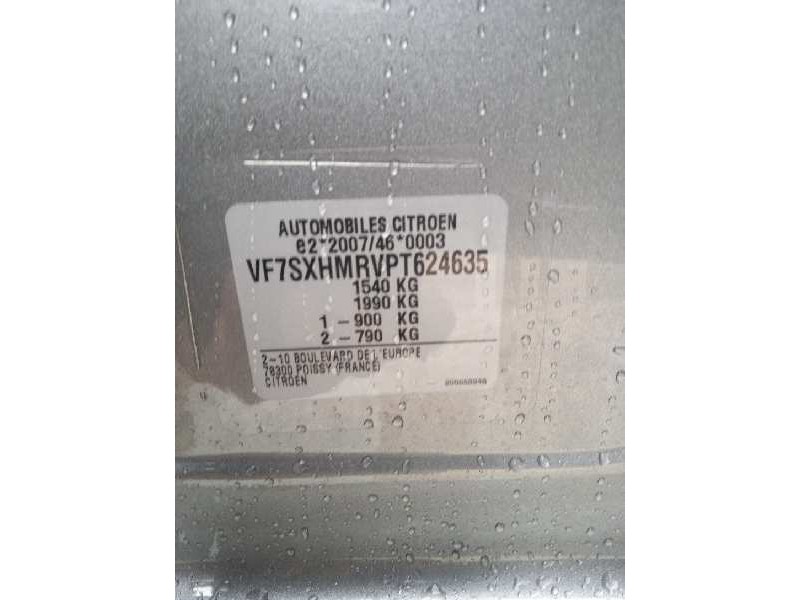 AUTOMOBILES CITROEN
e2*2007/46*0003
VF7SXHMRVPT624635
1540 KG
1990 KG
1 - 900 KG
2 - 790 KG
2-10 BOULEVARD DE L'EUROPE
78300 POISSY (FRANCE)
CITROEN